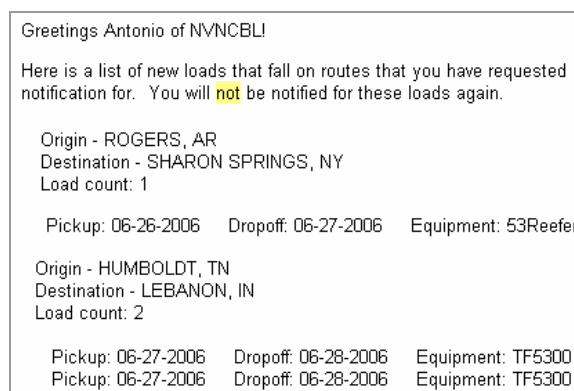 Greetings Antonio of NVNCBL!
Here is a list of new loads that fall on routes that you have requested
notification for. You will not be notified for these loads again.
Origin - ROGERS, AR
Destination - SHARON SPRINGS, NY
Load count: 1
Pickup: 06-26-2006 Dropoff: 06-27-2006 Equipment: 53Reefer
Origin - HUMBOLDT, TN
Destination - LEBANON, IN
Load count: 2
Pickup: 06-27-2006 Dropoff: 06-28-2006 Equipment: TF5300
Pickup: 06-27-2006 Dropoff: 06-28-2006 Equipment: TF5300